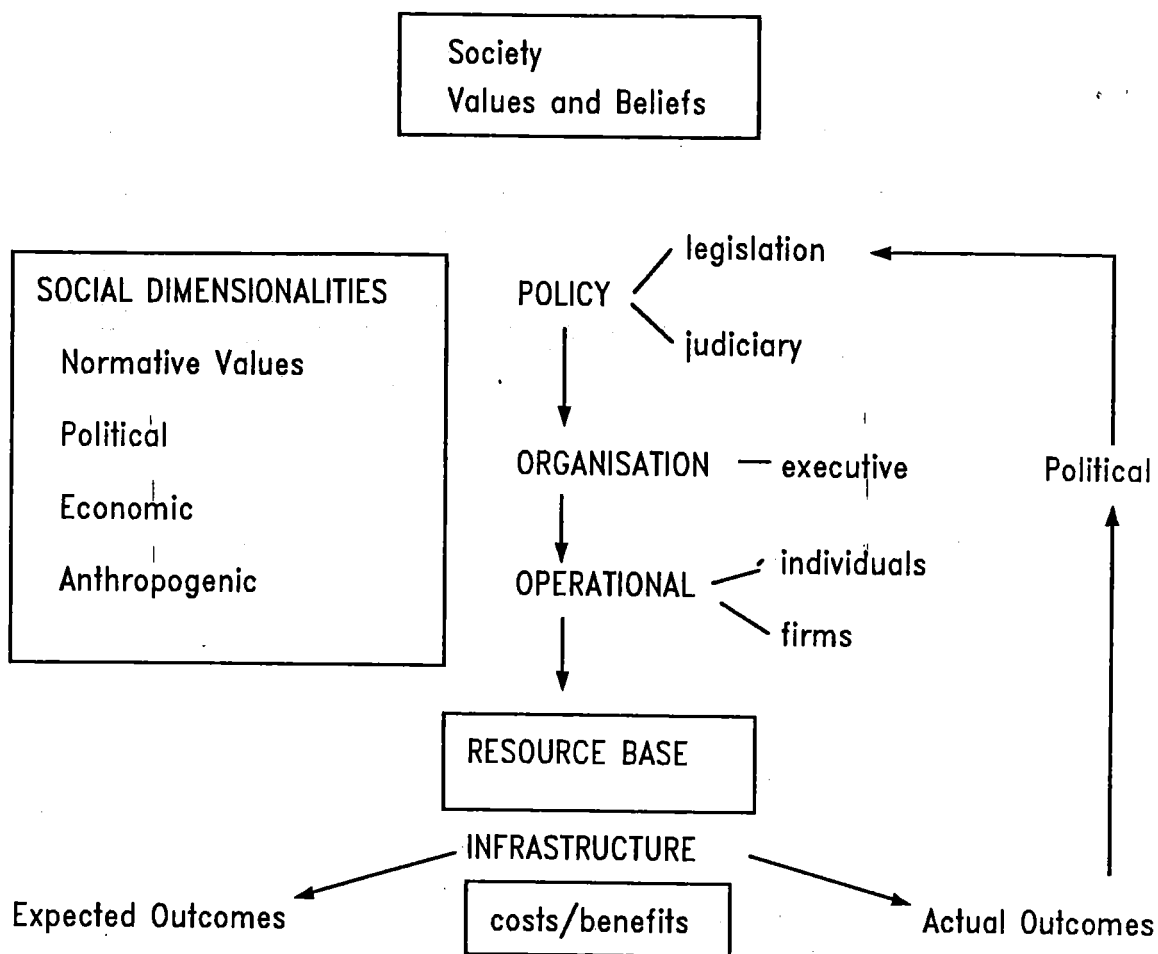 Society
Values and Beliefs
SOCIAL DIMENSIONALITIES
Normative Values
Political
Economic
Anthropogenic
POLICY
legislation
judiciary
ORGANISATION
executive
OPERATIONAL
individuals
firms
Political
RESOURCE BASE
INFRASTRUCTURE
Expected Outcomes
costs/benefits
Actual Outcomes